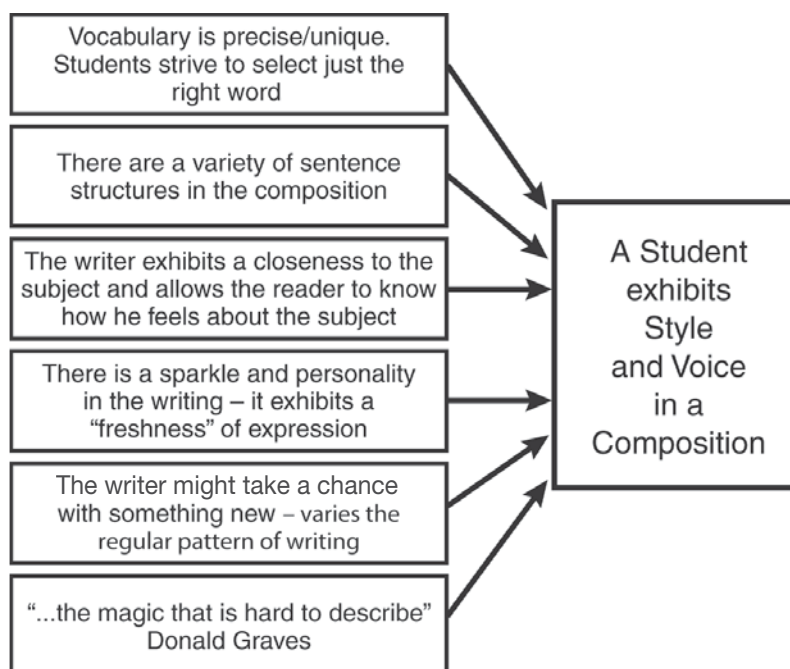 Vocabulary is precise/unique.
Students strive to select just the
right word
There are a variety of sentence
structures in the composition
The writer exhibits a closeness to the
subject and allows the reader to know
how he feels about the subject
There is a sparkle and personality
in the writing – it exhibits a
“freshness” of expression
The writer might take a chance
with something new – varies the
regular pattern of writing
“...the magic that is hard to describe”
Donald Graves
A Student
exhibits
Style
and Voice
in a
Composition